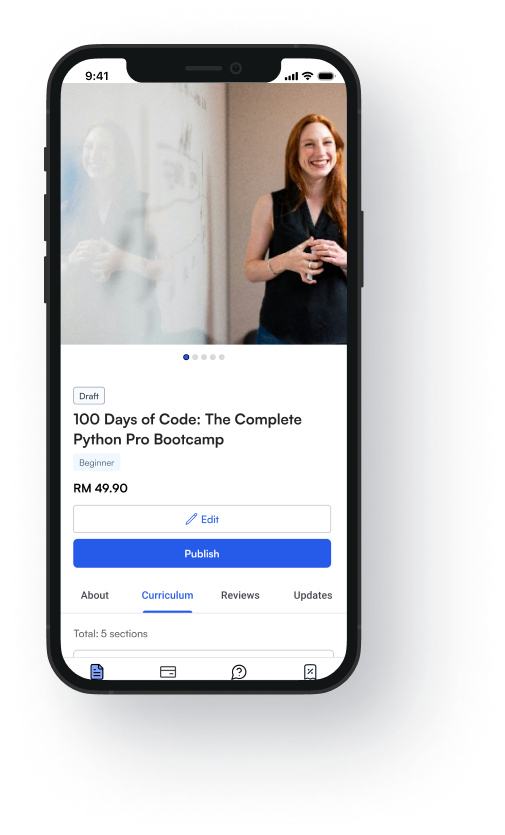 9:41
Draft
100 Days of Code: The Complete
Python Pro Bootcamp
Beginner
RM 49.90
Edit
Publish
About Curriculum Reviews Updates
Total: 5 sections